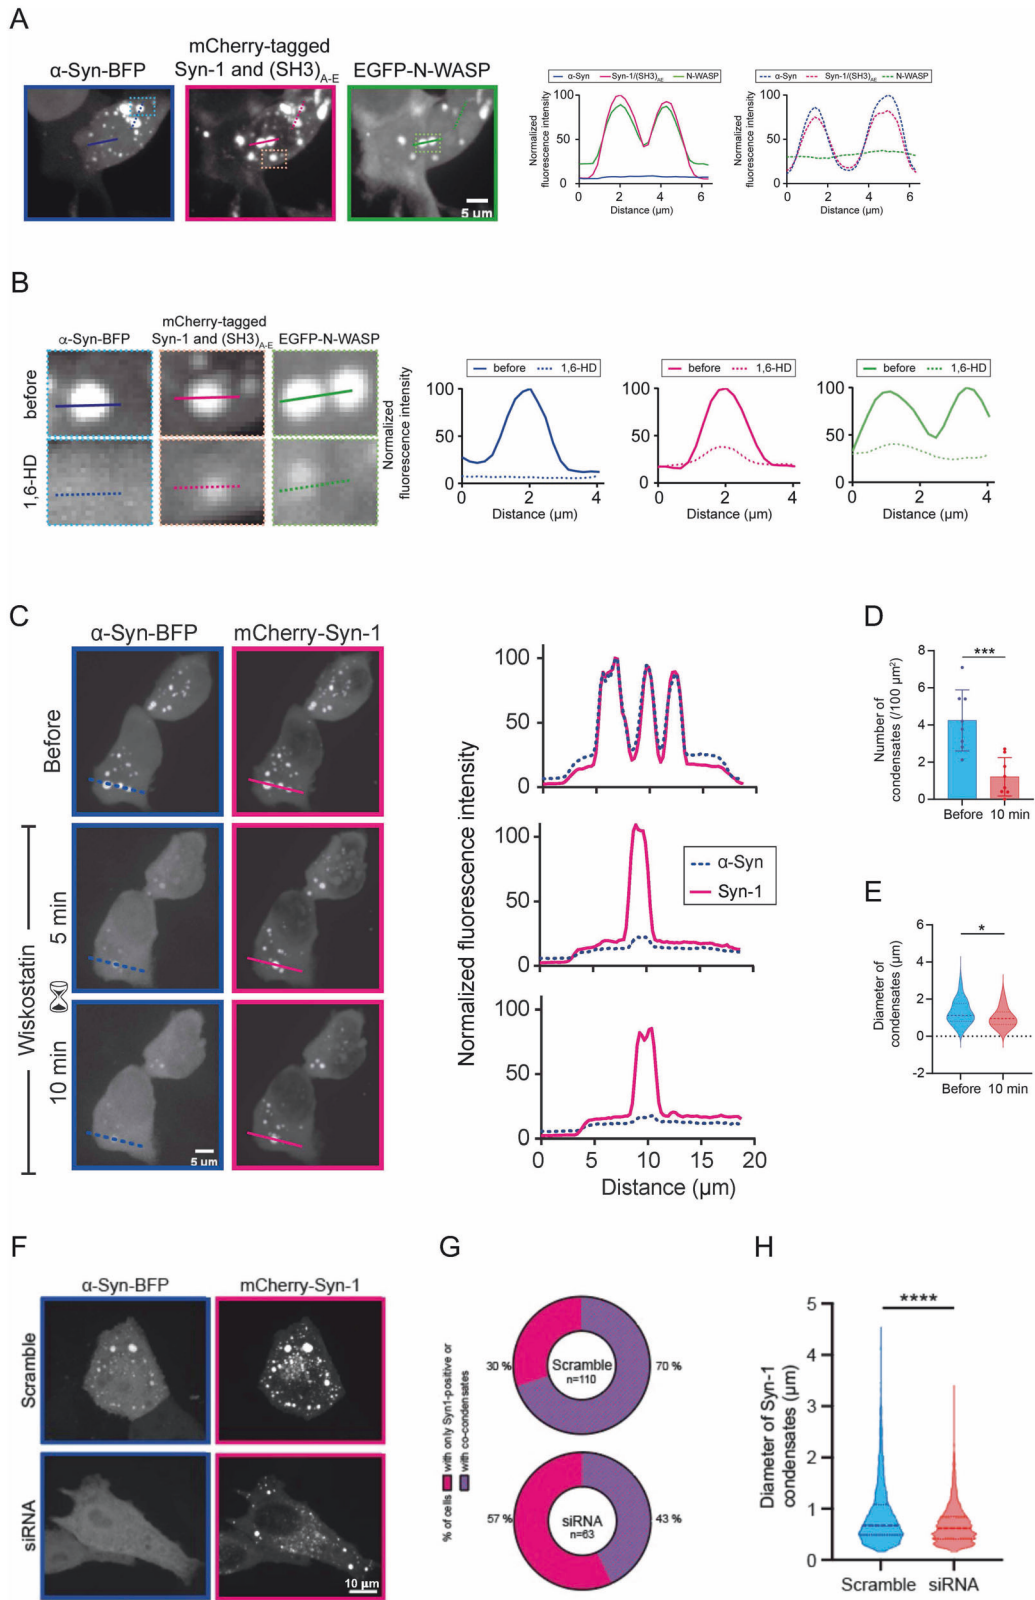 A
α-Syn-BFP
mCherry-tagged
Syn-1 and (SH3)A-E
EGFP-N-WASP
5 µm
Normalized
fluorescence intensity
α-Syn Syn-1/(SH3)AE N-WASP
100
50
0
0 2 4 6
Distance (µm)
α-Syn Syn-1/(SH3)AE N-WASP
100
50
0
0 2 4 6
Distance (µm)
Normalized
fluorescence intensity
B
α-Syn-BFP
mCherry-tagged
Syn-1 and (SH3)A-E
EGFP-N-WASP
before
1,6-HD
Normalized
fluorescence intensity
before 1,6-HD
100
50
0
0 2 4
Distance (µm)
before 1,6-HD
100
50
0
0 2 4
Distance (µm)
before 1,6-HD
100
50
0
0 2 4
Distance (µm)
C
α-Syn-BFP
mCherry-Syn-1
Before
Wiskostatin
5 min
10 min
5 µm
Normalized fluorescence intensity
100
50
0
100
50
0
α-Syn
Syn-1
100
50
0
0 5 10 15 20
Distance (µm)
D
Number of
condensates (/100 µm²)
8
6
4
2
0
***
Before 10 min
E
Diameter of
condensates (µm)
6
4
2
0
-2
*
Before 10 min
F
α-Syn-BFP
mCherry-Syn-1
Scramble
siRNA
10 µm
G
% of cells with only Syn1-positive or
with co-condensates
30 %
Scramble
n=110
70 %
57 %
siRNA
n=63
43 %
H
Diameter of Syn-1
condensates (µm)
5
4
3
2
1
0
****
Scramble siRNA